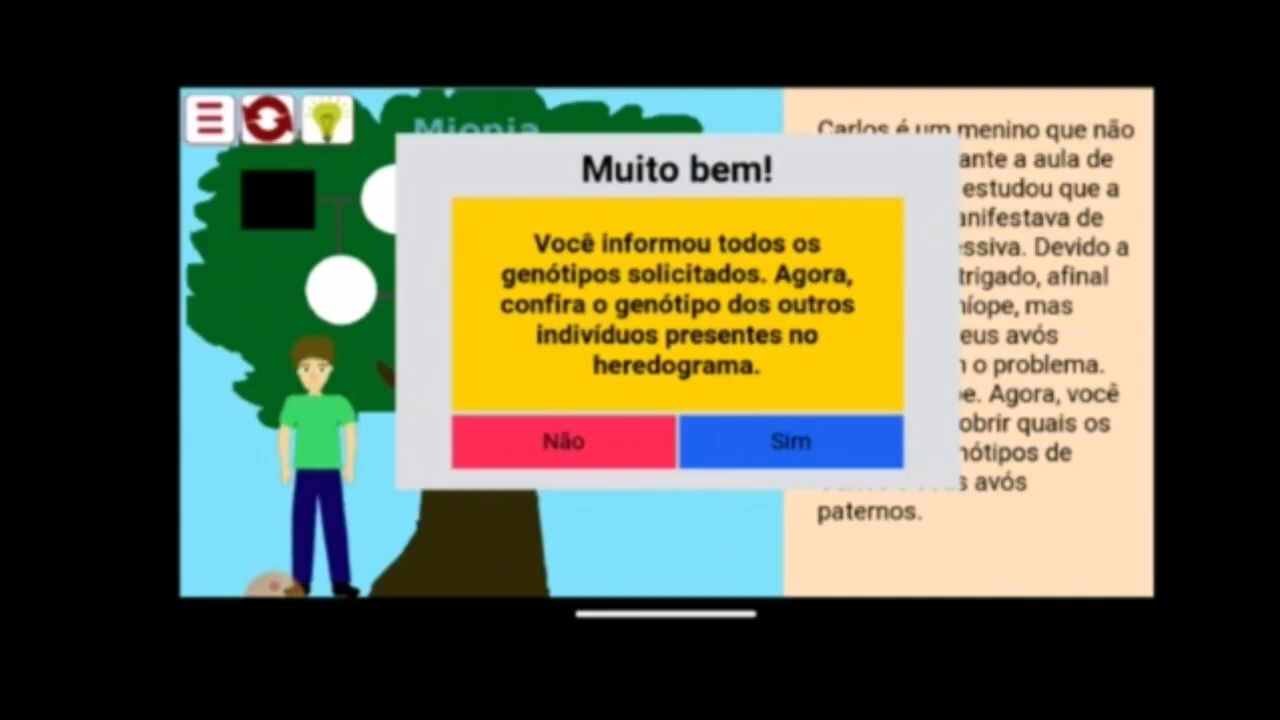 Miopia
Muito bem!
Você informou todos os
genótipos solicitados. Agora,
confira o genótipo dos outros
indivíduos presentes no
heredograma.
Não
Sim
Carlos é um menino que não
ante a aula de
estudou que a
anifestava de
essiva. Devido a
trigado, afinal
míope, mas
eus avós
o problema.
pe. Agora, você
obrir quais os
nótipos de
avós
paternos.